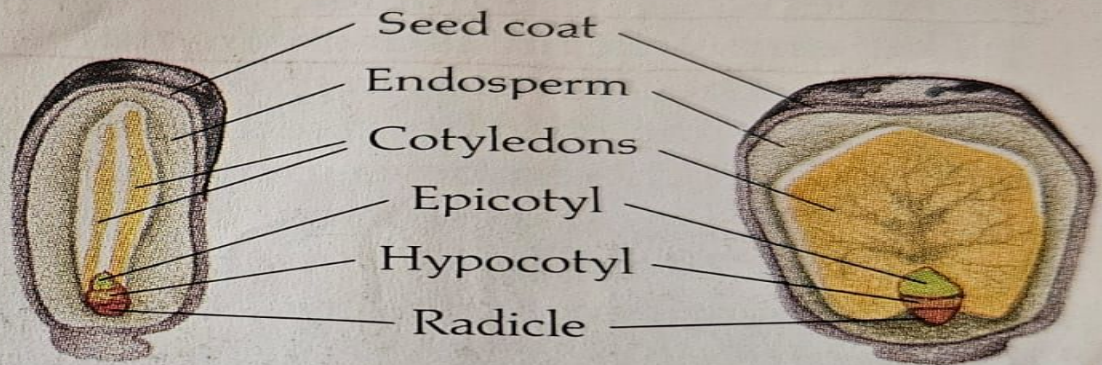 Seed coat
Endosperm
Cotyledons
Epicotyl
Hypocotyl
Radicle